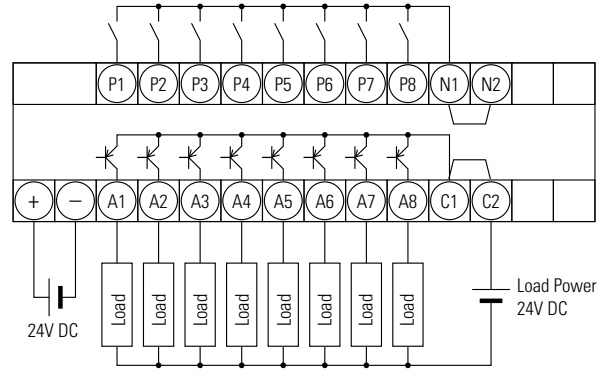 P1 P2 P3 P4 P5 P6 P7 P8 N1 N2
+ − A1 A2 A3 A4 A5 A6 A7 A8 C1 C2
Load Load Load Load Load Load Load Load
Load Power
24V DC
24V DC